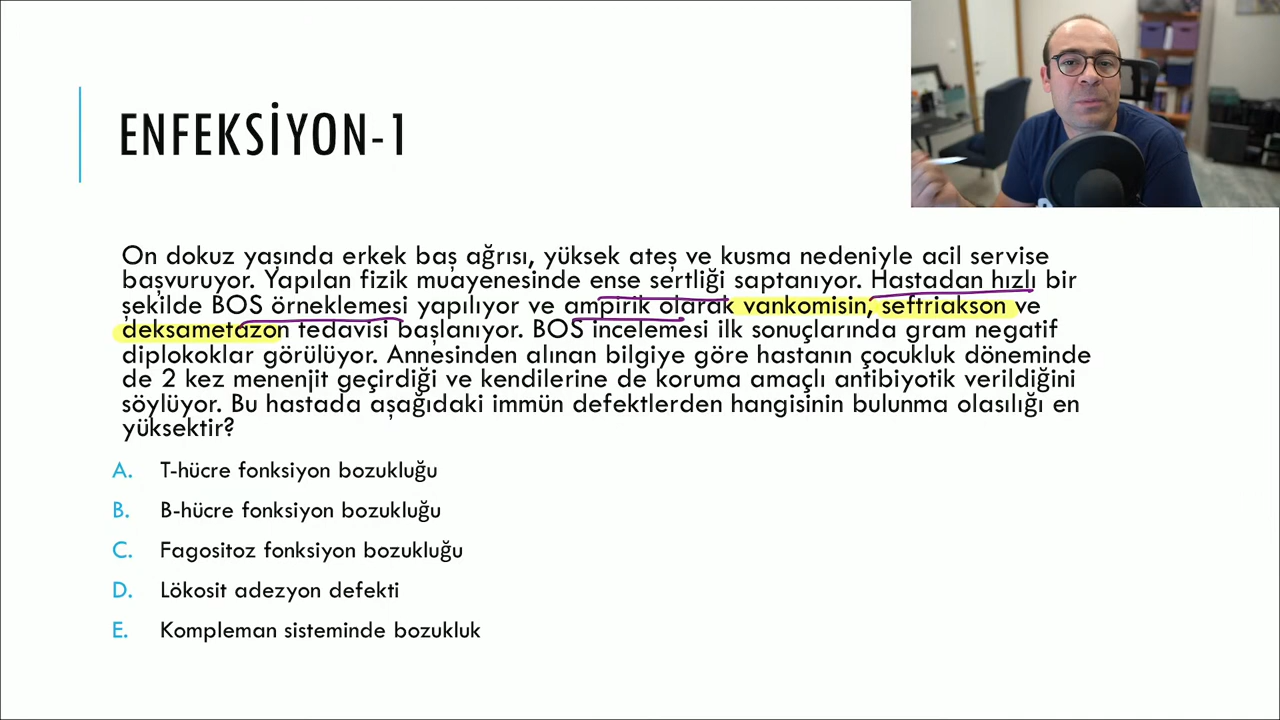 ENFEKSİYON-1
On dokuz yaşında erkek baş ağrısı, yüksek ateş ve kusma nedeniyle acil servise
başvuruyor. Yapılan fizik muayenesinde ense sertliği saptanıyor. Hastadan hızlı bir
şekilde BOS örneklemesi yapılıyor ve ampirik olarak vankomisin, seftriakson ve
deksametazon tedavisi başlanıyor. BOS incelemesi ilk sonuçlarında gram negatif
diplokoklar görülüyor. Annesinden alınan bilgiye göre hastanın çocukluk döneminde
de 2 kez menenjit geçirdiği ve kendilerine de koruma amaçlı antibiyotik verildiğini
söylüyor. Bu hastada aşağıdaki immün defektlerden hangisinin bulunma olasılığı en
yüksektir?
A. T-hücre fonksiyon bozukluğu
B. B-hücre fonksiyon bozukluğu
C. Fagositoz fonksiyon bozukluğu
D. Lökosit adezyon defekti
E. Kompleman sisteminde bozukluk